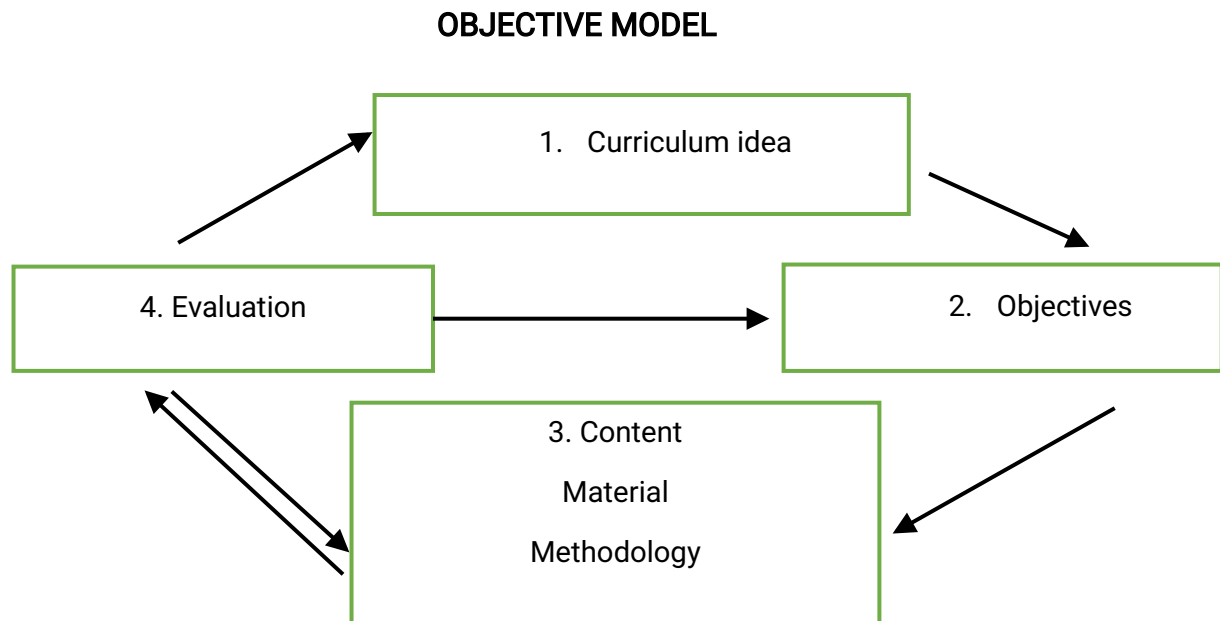 OBJECTIVE MODEL
1. Curriculum idea
4. Evaluation
2. Objectives
3. Content
Material
Methodology